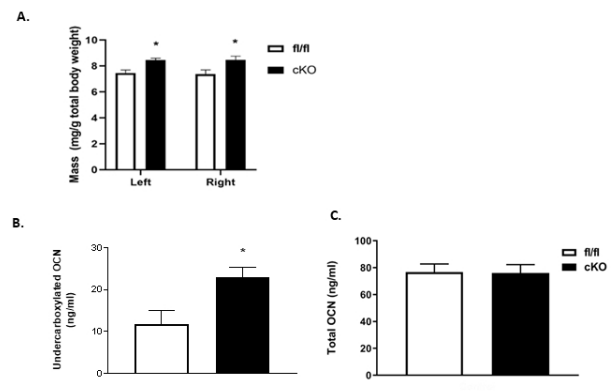 A.
Mass (mg/g total body weight)
10
8
6
4
2
0
*
*
Left
Right
fl/fl
cKO
B.
Undercarboxylated OCN
(ng/ml)
30
20
10
0
*
C.
Total OCN (ng/ml)
100
80
60
40
20
0
fl/fl
cKO